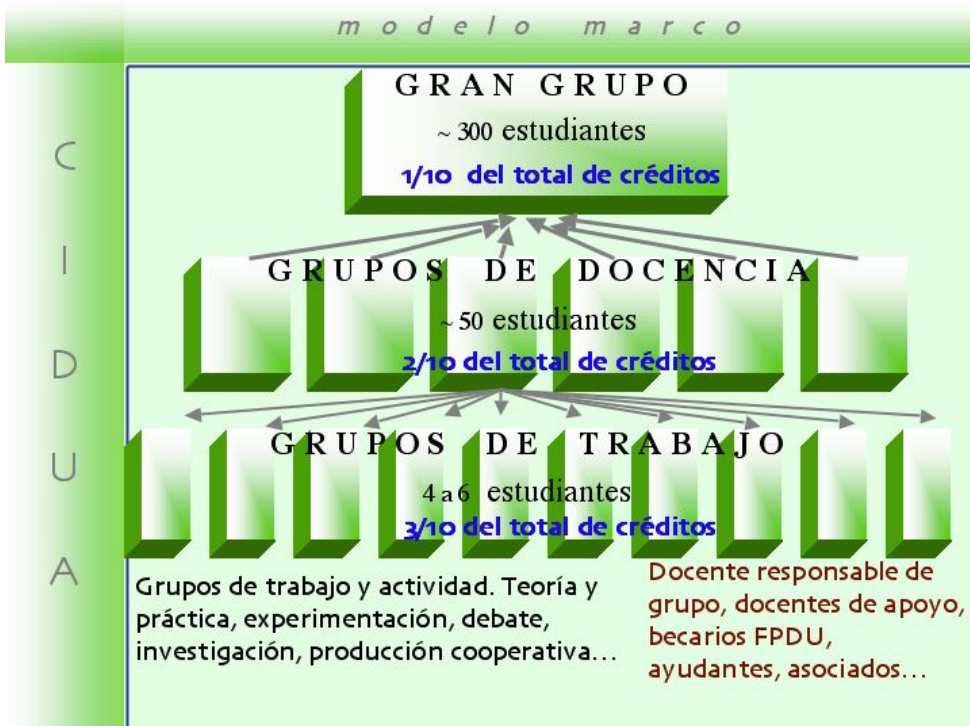 modelo marco
CIDUA
GRAN GRUPO
~ 300 estudiantes
1/10 del total de créditos
GRUPOS DE DOCENCIA
~ 50 estudiantes
2/10 del total de créditos
GRUPOS DE TRABAJO
4 a 6 estudiantes
3/10 del total de créditos
Grupos de trabajo y actividad. Teoría y
práctica, experimentación, debate,
investigación, producción cooperativa...
Docente responsable de
grupo, docentes de apoyo,
becarios FPDU,
ayudantes, asociados...